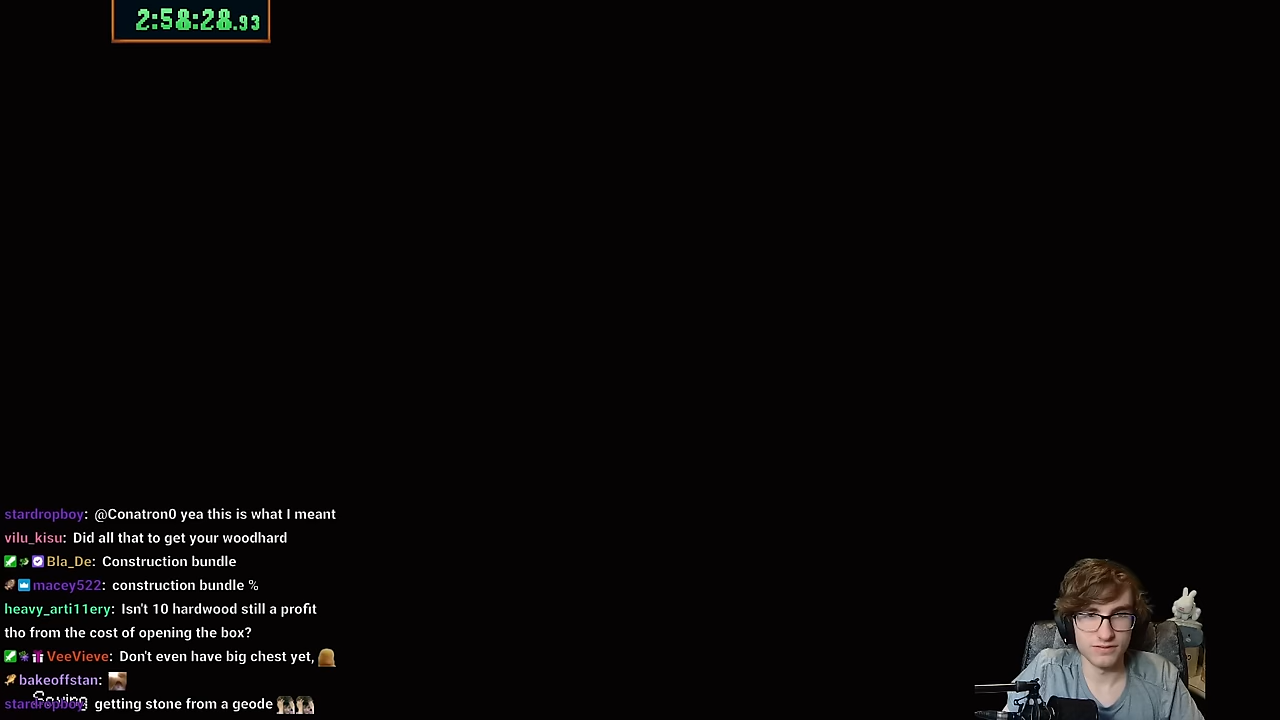 2:58:28.93
stardropboy: @Conatron0 yea this is what I meant
vilu_kisu: Did all that to get your woodhard
Bla_De: Construction bundle
macey522: construction bundle %
heavy_arti11ery: Isn't 10 hardwood still a profit
tho from the cost of opening the box?
VeeVieve: Don't even have big chest yet,
bakeoffstan:
Saving
stardropboy: getting stone from a geode